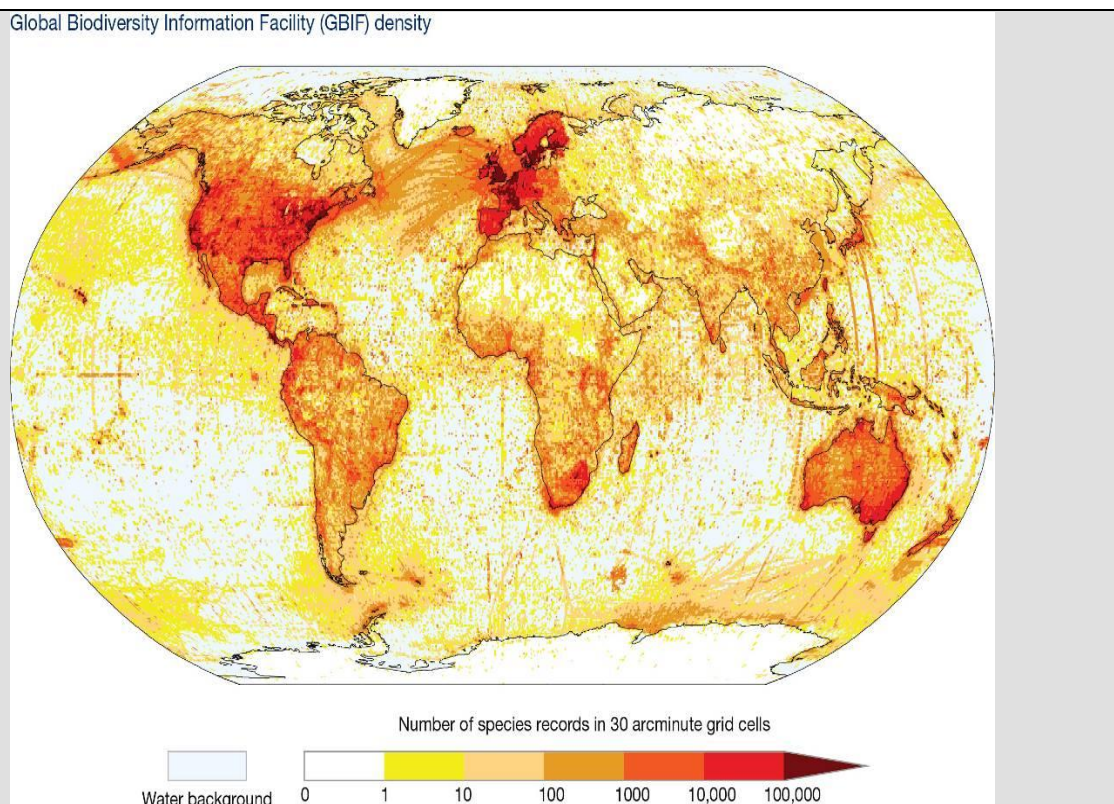 Global Biodiversity Information Facility (GBIF) density
Number of species records in 30 arcminute grid cells
Water background 0 1 10 100 1000 10,000 100,000